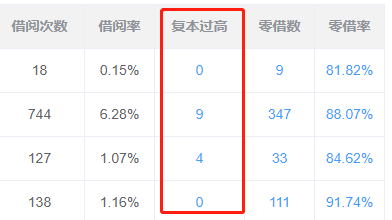 借阅次数 借阅率 复本过高 零借数 零借率
18 0.15% 0 9 81.82%
744 6.28% 9 347 88.07%
127 1.07% 4 33 84.62%
138 1.16% 0 111 91.74%